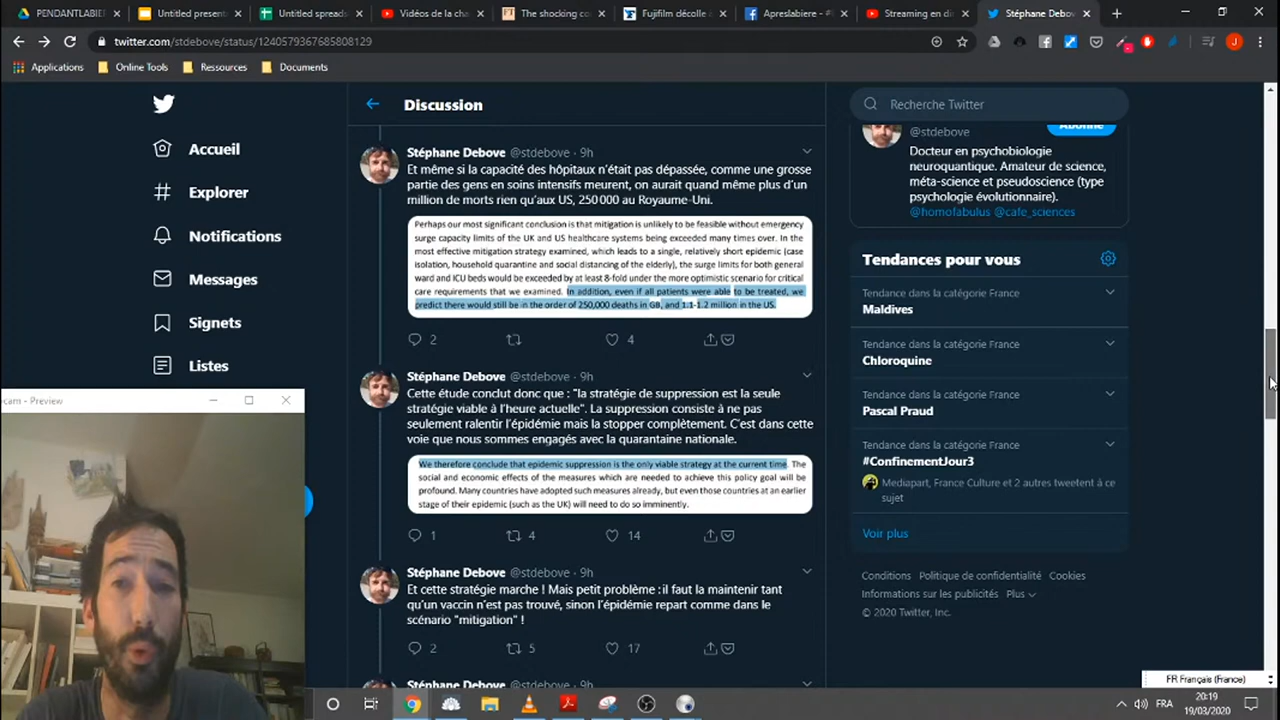 PENDANTLABIER
Untitled present
Untitled spreads
Vidéos de la cha
The shocking co
Fujifilm décolle
Apreslabiere - #
Streaming en di
Stéphane Debov
twitter.com/stdebove/status/1240579367685808129
Applications
Online Tools
Ressources
Documents
Accueil
Explorer
Notifications
Messages
Signets
Listes
Discussion
Stéphane Debove @stdebove · 9h
Et même si la capacité des hôpitaux n'était pas dépassée, comme une grosse
partie des gens en soins intensifs meurent, on aurait quand même plus d'un
million de morts rien qu'aux US, 250 000 au Royaume-Uni.
Perhaps our most significant conclusion is that mitigation is unlikely to be feasible without emergency
surge capacity limits of the UK and US healthcare systems being exceeded many times over. In the
most effective mitigation strategy examined, which leads to a single, relatively short epidemic (case
isolation, household quarantine and social distancing of the elderly), the surge limits for both general
ward and ICU beds would be exceeded by at least 8-fold under the more optimistic scenario for critical
care requirements that we examined. In addition, even if all patients were able to be treated, we
predict there would still be in the order of 250,000 deaths in GB, and 1.1-1.2 million in the US.
2
4
Stéphane Debove @stdebove · 9h
Cette étude conclut donc que : "la stratégie de suppression est la seule
stratégie viable à l'heure actuelle". La suppression consiste à ne pas
seulement ralentir l'épidémie mais la stopper complètement. C'est dans cette
voie que nous sommes engagés avec la quarantaine nationale.
We therefore conclude that epidemic suppression is the only viable strategy at the current time. The
social and economic effects of the measures which are needed to achieve this policy goal will be
profound. Many countries have adopted such measures already, but even those countries at an earlier
stage of their epidemic (such as the UK) will need to do so imminently.
1
4
14
Stéphane Debove @stdebove · 9h
Et cette stratégie marche ! Mais petit problème : il faut la maintenir tant
qu'un vaccin n'est pas trouvé, sinon l'épidémie repart comme dans le
scénario "mitigation" !
2
5
17
Stéphane Debove @stdebove · 9h
Recherche Twitter
@stdebove
Abonné
Docteur en psychobiologie
neuroquantique. Amateur de science,
méta-science et pseudoscience (type
psychologie évolutionnaire).
@homofabulus @cafe_sciences
Tendances pour vous
Tendance dans la catégorie France
Maldives
Tendance dans la catégorie France
Chloroquine
Tendance dans la catégorie France
Pascal Praud
Tendance dans la catégorie France
#ConfinementJour3
Mediapart, France Culture et 2 autres tweetent à ce
sujet
Voir plus
Conditions Politique de confidentialité Cookies
Informations sur les publicités Plus
© 2020 Twitter, Inc.
cam - Preview
FR Français (France)
FRA
20:19
19/03/2020